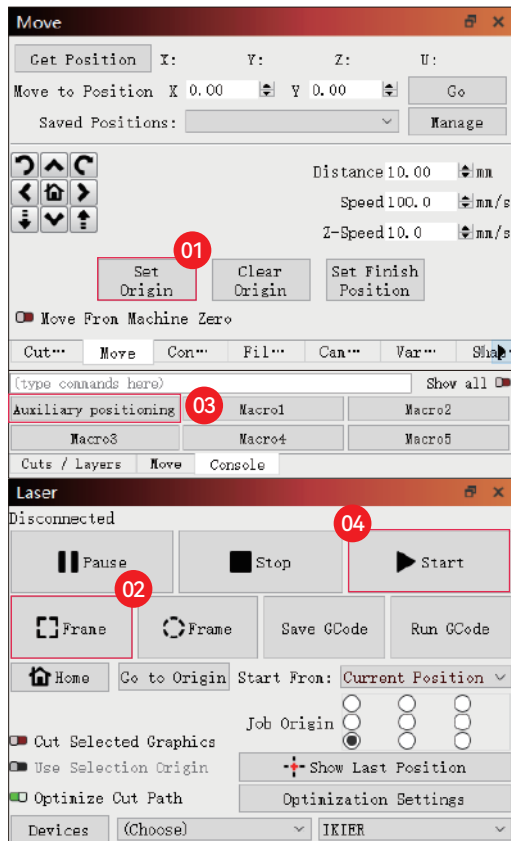 Move
Get Position X: Y: Z: U:
Move to Position X 0.00 Y 0.00 Go
Saved Positions: Manage
Distance 10.00 mm
Speed 100.0 mm/s
Z-Speed 10.0 mm/s
01
Set Origin Clear Origin Set Finish Position
Move From Machine Zero
Cut… Move Con… Fil… Can… Var… Shap…
(type commands here) Show all
Auxiliary positioning 03 Macro1 Macro2
Macro3 Macro4 Macro5
Cuts / Layers Move Console
Laser
Disconnected
04
Pause Stop Start
02
Frame Frame Save GCode Run GCode
Home Go to Origin Start From: Current Position
Job Origin
Cut Selected Graphics
Use Selection Origin Show Last Position
Optimize Cut Path Optimization Settings
Devices (Choose) IKIER